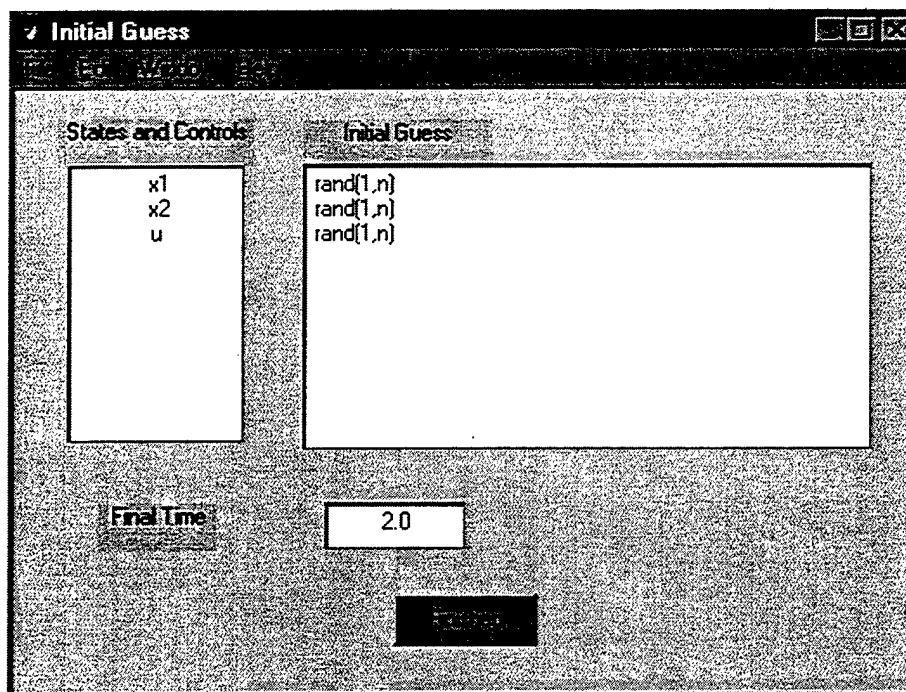 Initial Guess
States and Controls
Initial Guess
x1
rand(1,n)
x2
rand(1,n)
u
rand(1,n)
Final Time
2.0